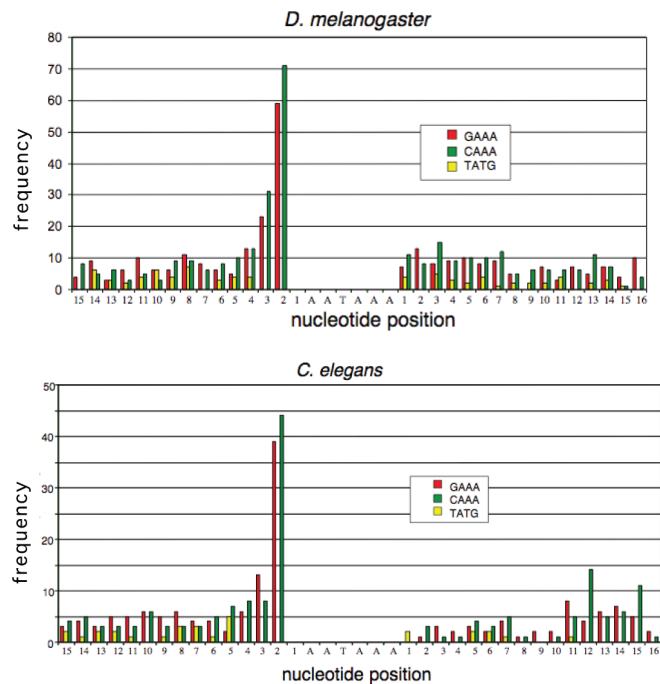 D. melanogaster
80
70
60
50
40
30
20
10
0
frequency
GAAA
CAAA
TATG
15 14 13 12 11 10 9 8 7 6 5 4 3 2 1 A A T A A A 1 2 3 4 5 6 7 8 9 10 11 12 13 14 15 16
nucleotide position
C. elegans
50
40
30
20
10
0
frequency
GAAA
CAAA
TATG
15 14 13 12 11 10 9 8 7 6 5 4 3 2 1 A A T A A A 1 2 3 4 5 6 7 8 9 10 11 12 13 14 15 16
nucleotide position